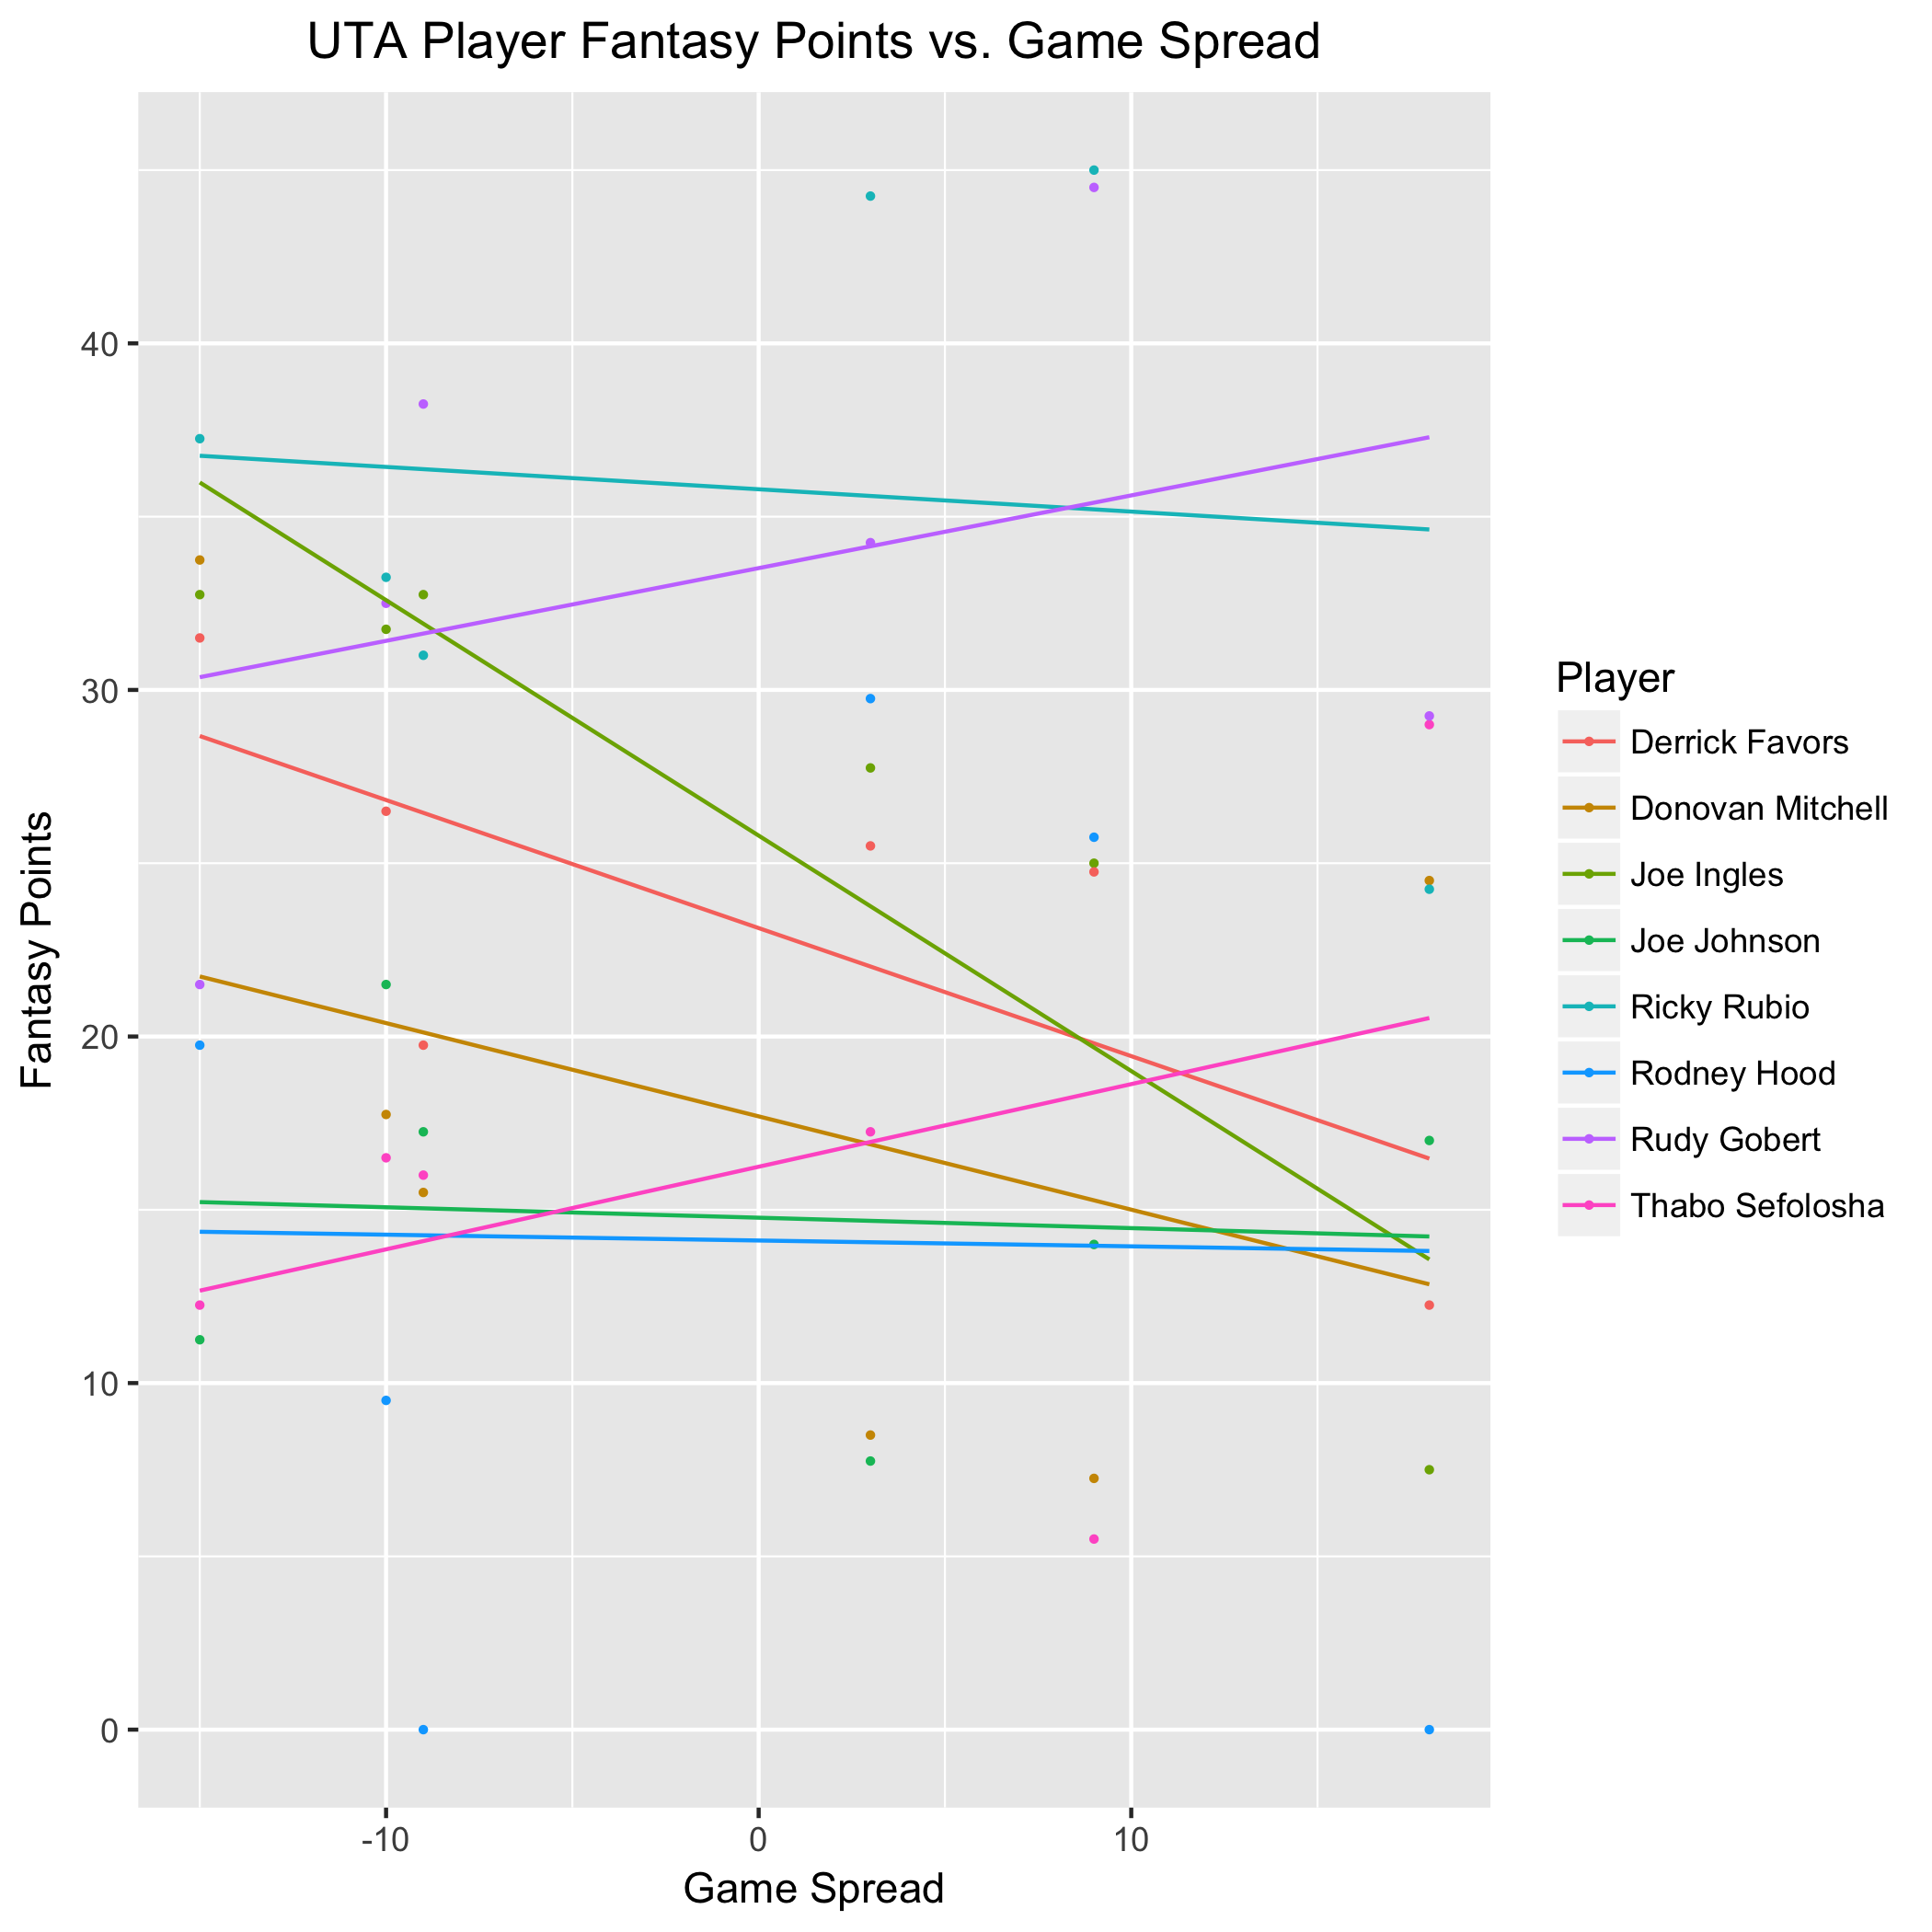 UTA Player Fantasy Points vs. Game Spread
Fantasy Points
40
30
20
10
0
-10
0
10
Game Spread
Player
Derrick Favors
Donovan Mitchell
Joe Ingles
Joe Johnson
Ricky Rubio
Rodney Hood
Rudy Gobert
Thabo Sefolosha